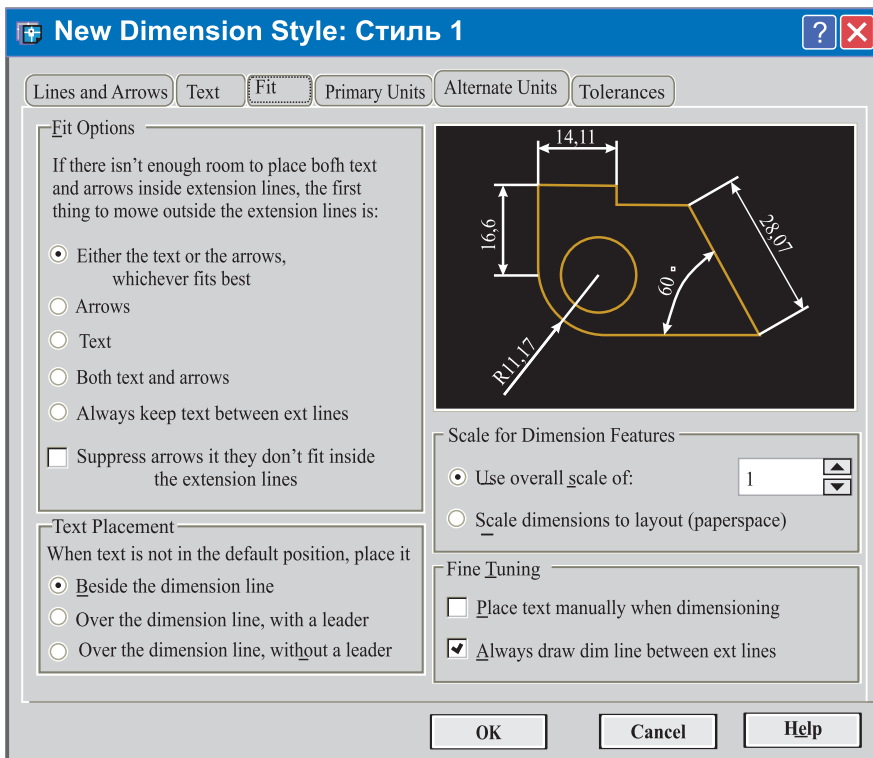 New Dimension Style: Стиль 1
?
Lines and Arrows
Text
Fit
Primary Units
Alternate Units
Tolerances
Fit Options
If there isn’t enough room to place bofh text
and arrows inside extension lines, the first
thing to mowe outside the extension lines is:
Either the text or the arrows,
whichever fits best
Arrows
Text
Both text and arrows
Always keep text between ext lines
Suppress arrows it they don’t fit inside
the extension lines
Text Placement
When text is not in the default position, place it
Beside the dimension line
Over the dimension line, with a leader
Over the dimension line, without a leader
14,11
16,6
28,07
60°
R11,17
Scale for Dimension Features
Use overall scale of:
1
Scale dimensions to layout (paperspace)
Fine Tuning
Place text manually when dimensioning
Always draw dim line between ext lines
OK
Cancel
Help